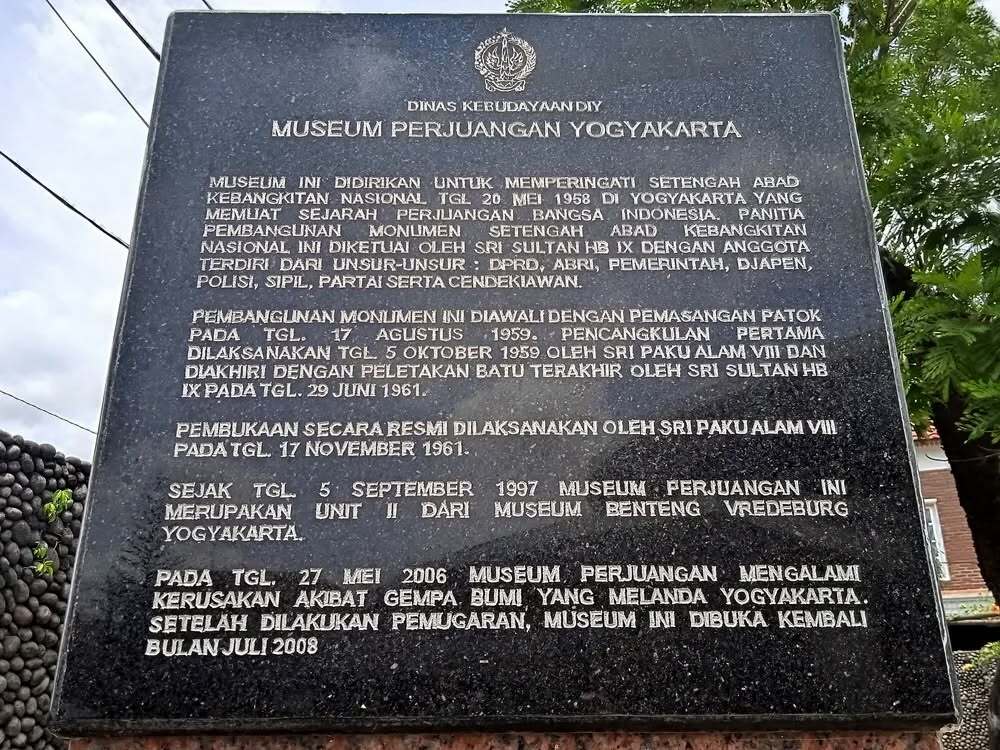 DINAS KEBUDAYAAN DIY
MUSEUM PERJUANGAN YOGYAKARTA
MUSEUM INI DIDIRIKAN UNTUK MEMPERINGATI SETENGAH ABAD
KEBANGKITAN NASIONAL TGL 20 MEI 1958 DI YOGYAKARTA YANG
MEMUAT SEJARAH PERJUANGAN BANGSA INDONESIA. PANITIA
PEMBANGUNAN MONUMEN SETENGAH ABAD KEBANGKITAN
NASIONAL INI DIKETUAI OLEH SRI SULTAN HB IX DENGAN ANGGOTA
TERDIRI DARI UNSUR-UNSUR : DPRD, ABRI, PEMERINTAH, DJAPEN,
POLISI, SIPIL, PARTAI SERTA CENDEKIAWAN.
PEMBANGUNAN MONUMEN INI DIAWALI DENGAN PEMASANGAN PATOK
PADA TGL. 17 AGUSTUS 1959. PENCANGKULAN PERTAMA
DILAKSANAKAN TGL. 5 OKTOBER 1959 OLEH SRI PAKU ALAM VIII DAN
DIAKHIRI DENGAN PELETAKAN BATU TERAKHIR OLEH SRI SULTAN HB
IX PADA TGL. 29 JUNI 1961.
PEMBUKAAN SECARA RESMI DILAKSANAKAN OLEH SRI PAKU ALAM VIII
PADA TGL. 17 NOVEMBER 1961.
SEJAK TGL. 5 SEPTEMBER 1997 MUSEUM PERJUANGAN INI
MERUPAKAN UNIT II DARI MUSEUM BENTENG VREDEBURG
YOGYAKARTA.
PADA TGL. 27 MEI 2006 MUSEUM PERJUANGAN MENGALAMI
KERUSAKAN AKIBAT GEMPA BUMI YANG MELANDA YOGYAKARTA.
SETELAH DILAKUKAN PEMUGARAN, MUSEUM INI DIBUKA KEMBALI
BULAN JULI 2008